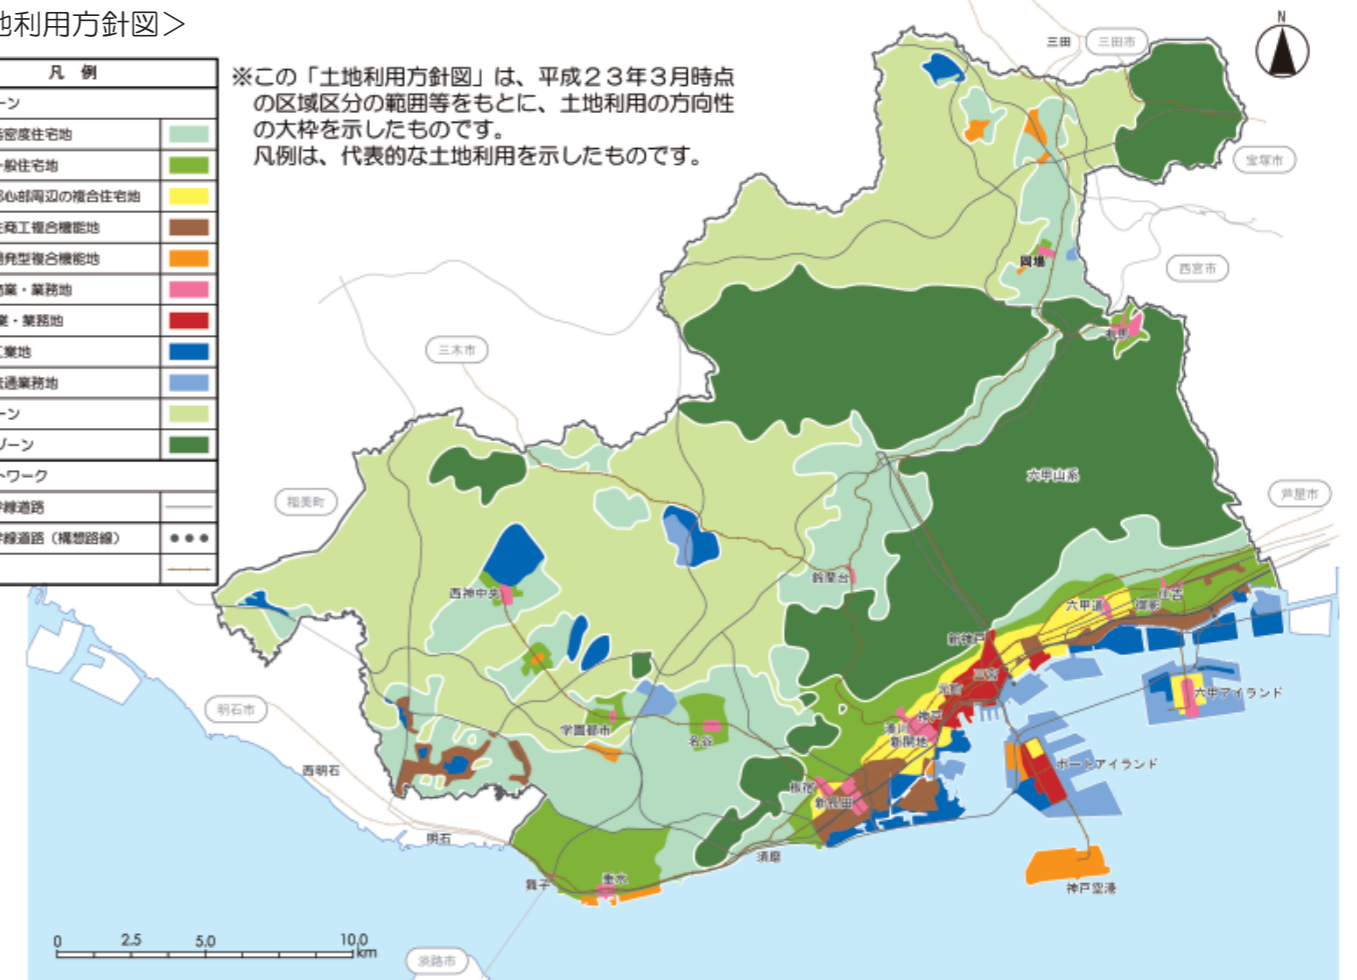 地利用方針図＞
凡 例
※この「土地利用方針図」は、平成２３年３月時点
の区域区分の範囲等をもとに、土地利用の方向性
の大枠を示したものです。
凡例は、代表的な土地利用を示したものです。
ーン
密度住宅地
一般住宅地
都心部周辺の複合住宅地
住商工複合機能地
開発型複合機能地
商業・業務地
業・業務地
工業地
流通業務地
ーン
ゾーン
トワーク
幹線道路
幹線道路（構想路線）
N
三田
三田市
宝塚市
西宮市
岡場
有馬
三木市
稲美町
六甲山系
芦屋市
西神中央
鈴蘭台
六甲道
御影
住吉
新神戸
三宮
元町
神戸
湊川
新開地
六甲アイランド
明石市
学園都市
名谷
西明石
板宿
新長田
ポートアイランド
明石
須磨
舞子
垂水
神戸空港
淡路市
0
2.5
5.0
10.0
km